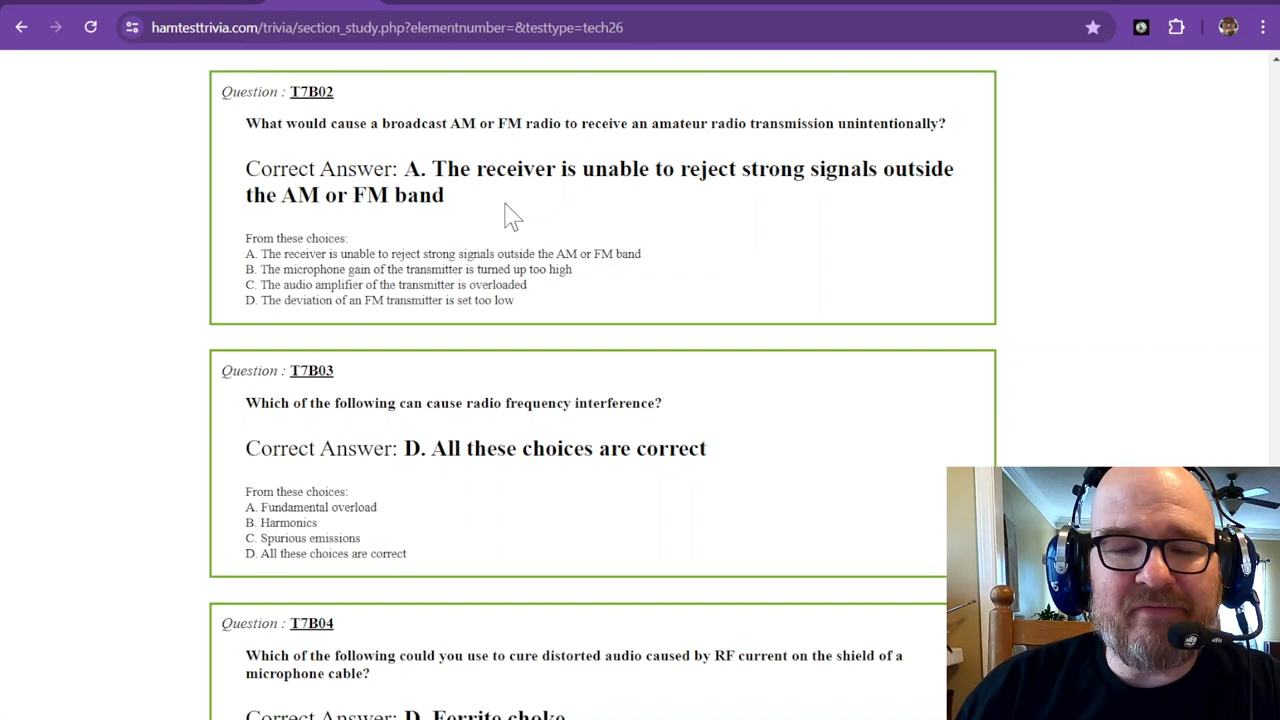 hamtesttrivia.com/trivia/section_study.php?elementnumber=&testtype=tech26
Question : T7B02
What would cause a broadcast AM or FM radio to receive an amateur radio transmission unintentionally?
Correct Answer: A. The receiver is unable to reject strong signals outside
the AM or FM band
From these choices:
A. The receiver is unable to reject strong signals outside the AM or FM band
B. The microphone gain of the transmitter is turned up too high
C. The audio amplifier of the transmitter is overloaded
D. The deviation of an FM transmitter is set too low
Question : T7B03
Which of the following can cause radio frequency interference?
Correct Answer: D. All these choices are correct
From these choices:
A. Fundamental overload
B. Harmonics
C. Spurious emissions
D. All these choices are correct
Question : T7B04
Which of the following could you use to cure distorted audio caused by RF current on the shield of a
microphone cable?
Correct Answer: D. Ferrite choke